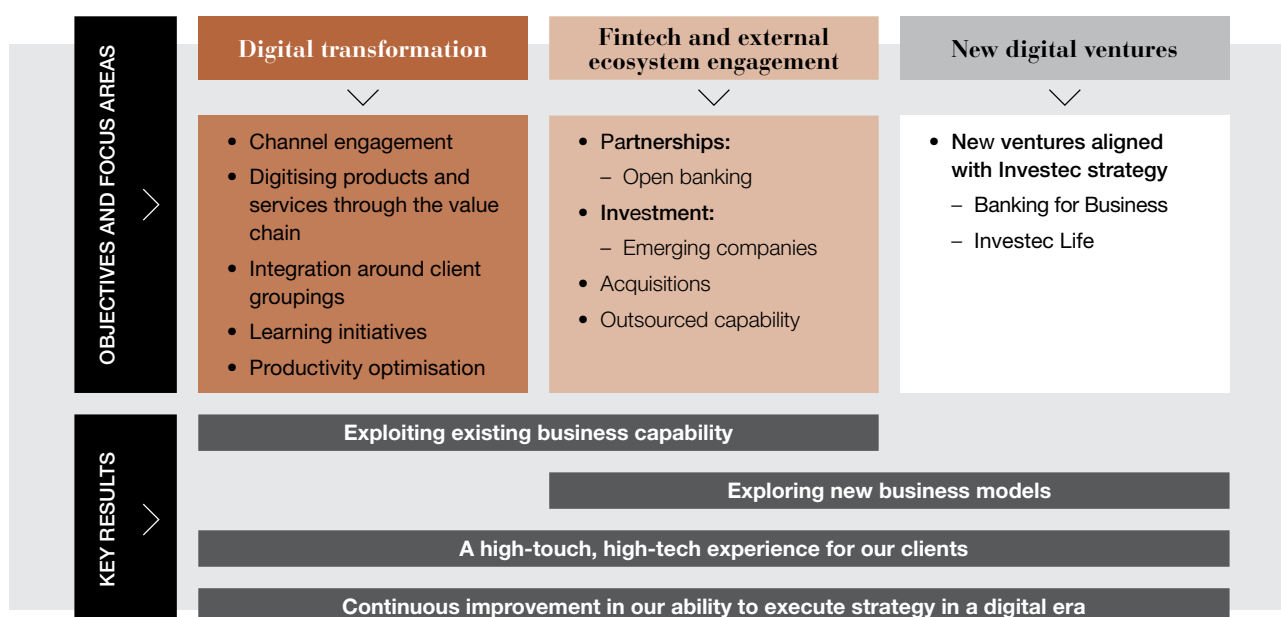 OBJECTIVES AND FOCUS AREAS
Digital transformation
• Channel engagement
• Digitising products and
services through the value
chain
• Integration around client
groupings
• Learning initiatives
• Productivity optimisation
Fintech and external
ecosystem engagement
• Partnerships:
– Open banking
• Investment:
– Emerging companies
• Acquisitions
• Outsourced capability
New digital ventures
• New ventures aligned
with Investec strategy
– Banking for Business
– Investec Life
KEY RESULTS
Exploiting existing business capability
Exploring new business models
A high-touch, high-tech experience for our clients
Continuous improvement in our ability to execute strategy in a digital era